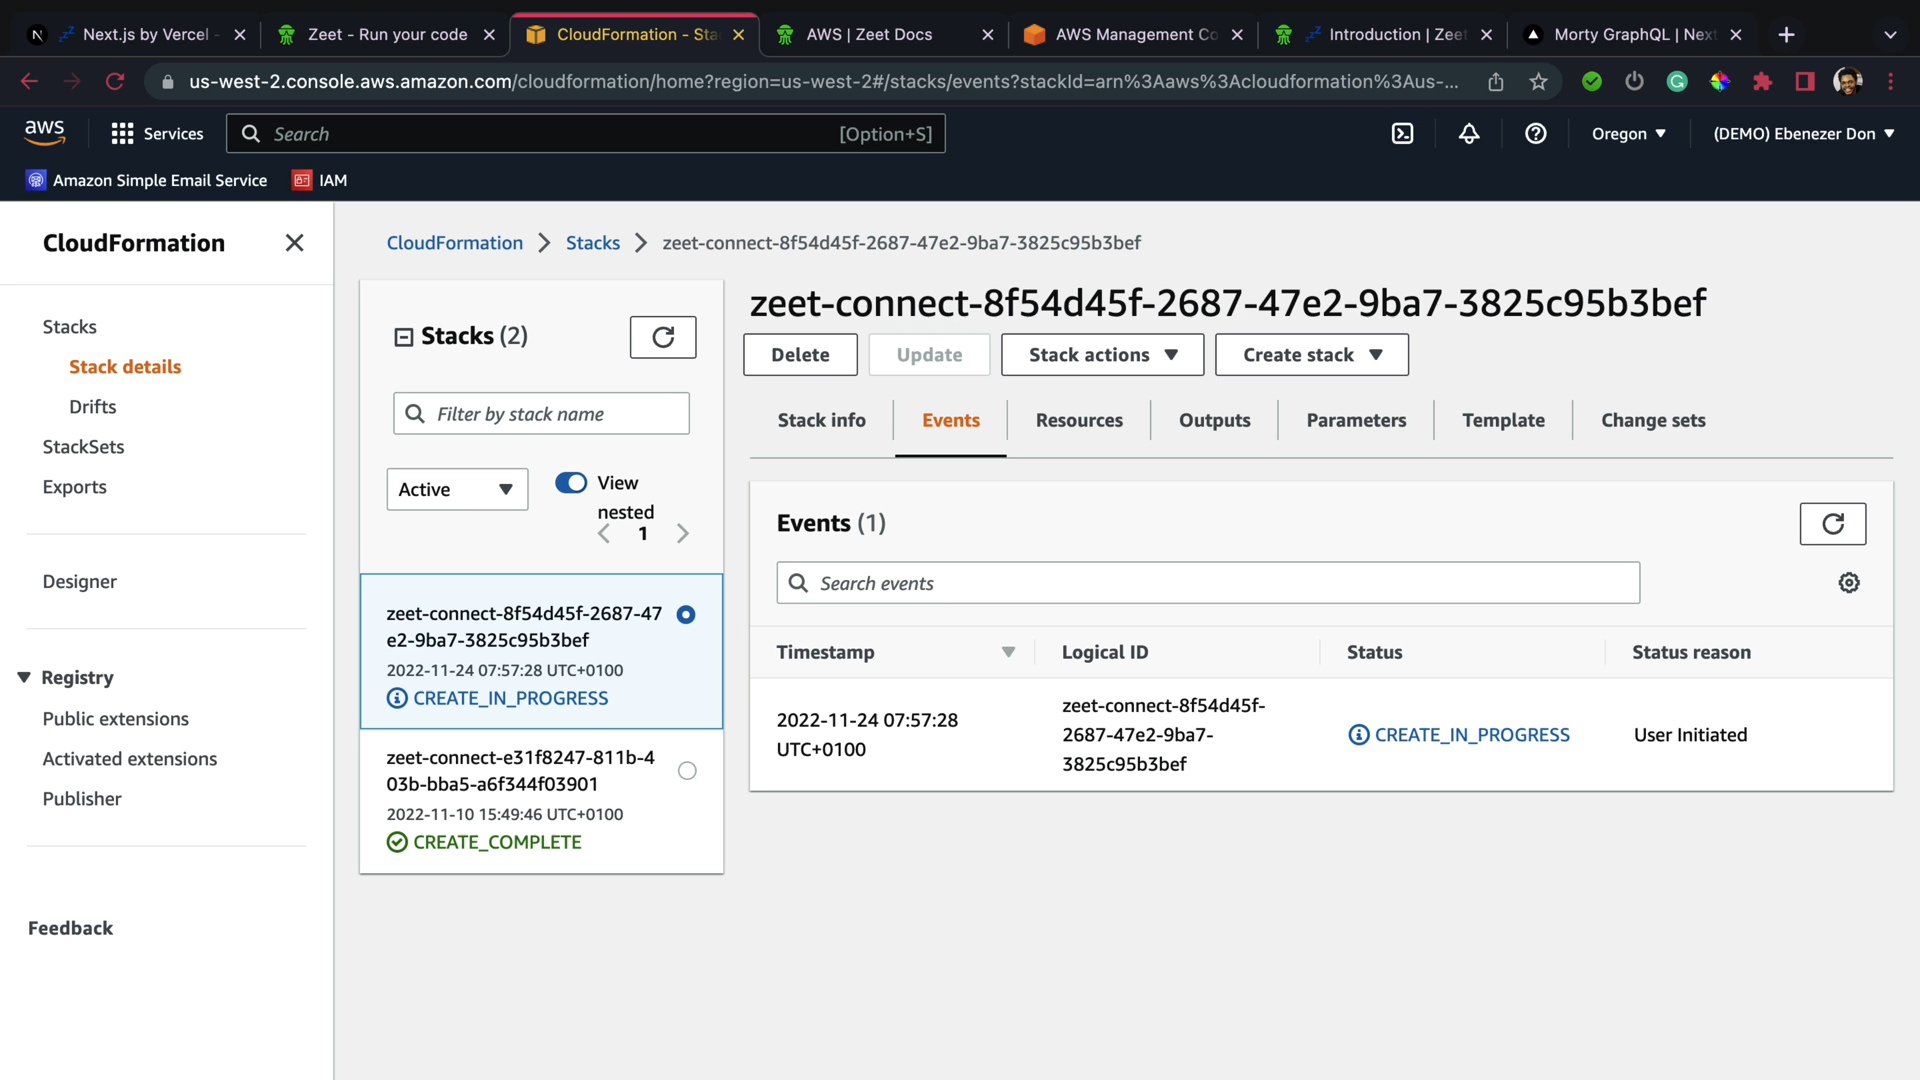 Next.js by Vercel -
Zeet - Run your code
CloudFormation - Sta
AWS | Zeet Docs
AWS Management Co
Introduction | Zeet
Morty GraphQL | Next
us-west-2.console.aws.amazon.com/cloudformation/home?region=us-west-2#/stacks/events?stackId=arn%3Aaws%3Acloudformation%3Aus-...
aws
Services
Search
[Option+S]
Oregon
(DEMO) Ebenezer Don
Amazon Simple Email Service
IAM
CloudFormation
Stacks
Stack details
Drifts
StackSets
Exports
Designer
Registry
Public extensions
Activated extensions
Publisher
Feedback
CloudFormation
Stacks
zeet-connect-8f54d45f-2687-47e2-9ba7-3825c95b3bef
Stacks (2)
Filter by stack name
Active
View
nested
1
zeet-connect-8f54d45f-2687-47
e2-9ba7-3825c95b3bef
2022-11-24 07:57:28 UTC+0100
CREATE_IN_PROGRESS
zeet-connect-e31f8247-811b-4
03b-bba5-a6f344f03901
2022-11-10 15:49:46 UTC+0100
CREATE_COMPLETE
zeet-connect-8f54d45f-2687-47e2-9ba7-3825c95b3bef
Delete
Update
Stack actions
Create stack
Stack info
Events
Resources
Outputs
Parameters
Template
Change sets
Events (1)
Search events
Timestamp
Logical ID
Status
Status reason
2022-11-24 07:57:28
UTC+0100
zeet-connect-8f54d45f-
2687-47e2-9ba7-
3825c95b3bef
CREATE_IN_PROGRESS
User Initiated